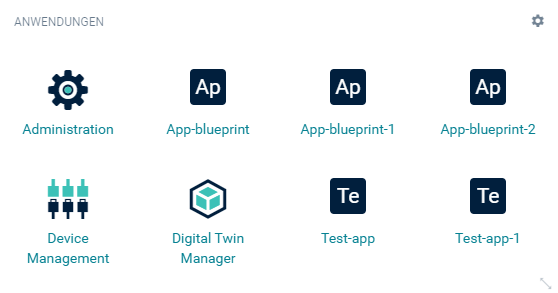 ANWENDUNGEN
Ap Ap Ap
Administration App-blueprint App-blueprint-1 App-blueprint-2
Te Te
Device Management
Digital Twin Manager
Test-app Test-app-1